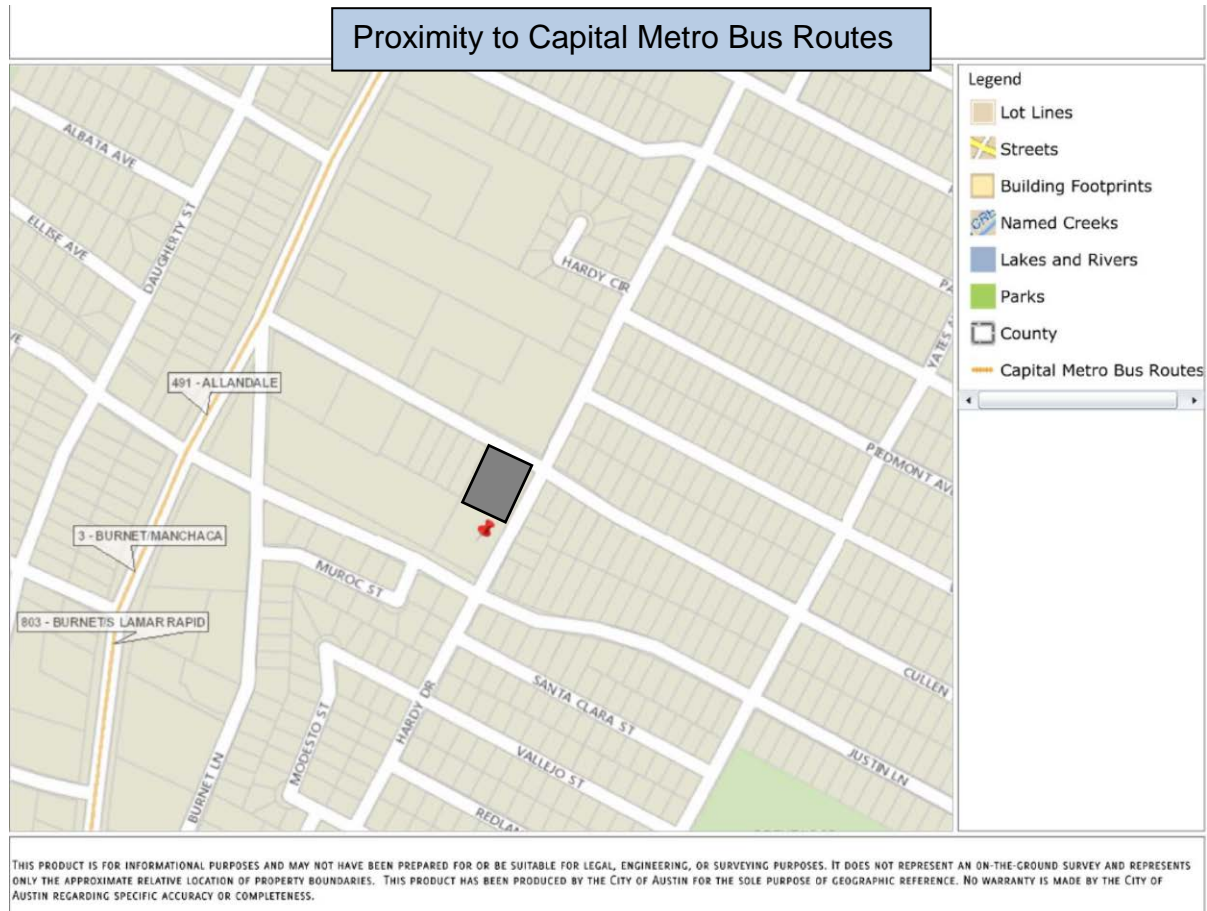 Proximity to Capital Metro Bus Routes
Legend
Lot Lines
Streets
Building Footprints
Named Creeks
Lakes and Rivers
Parks
County
Capital Metro Bus Routes
ALBATA AVE
ELLISE AVE
DAUGHERTY ST
HARDY CIR
YATES A
PIEDMONT AV
491 - ALLANDALE
3 - BURNET/MANCHACA
803 - BURNET/S LAMAR RAPID
MUROC ST
SANTA CLARA ST
CULLEN
MODESTO ST
HARDY DR
VALLEJO ST
JUSTIN LN
BURNET LN
REDLAN
THIS PRODUCT IS FOR INFORMATIONAL PURPOSES AND MAY NOT HAVE BEEN PREPARED FOR OR BE SUITABLE FOR LEGAL, ENGINEERING, OR SURVEYING PURPOSES. IT DOES NOT REPRESENT AN ON-THE-GROUND SURVEY AND REPRESENTS
ONLY THE APPROXIMATE RELATIVE LOCATION OF PROPERTY BOUNDARIES. THIS PRODUCT HAS BEEN PRODUCED BY THE CITY OF AUSTIN FOR THE SOLE PURPOSE OF GEOGRAPHIC REFERENCE. NO WARRANTY IS MADE BY THE CITY OF
AUSTIN REGARDING SPECIFIC ACCURACY OR COMPLETENESS.